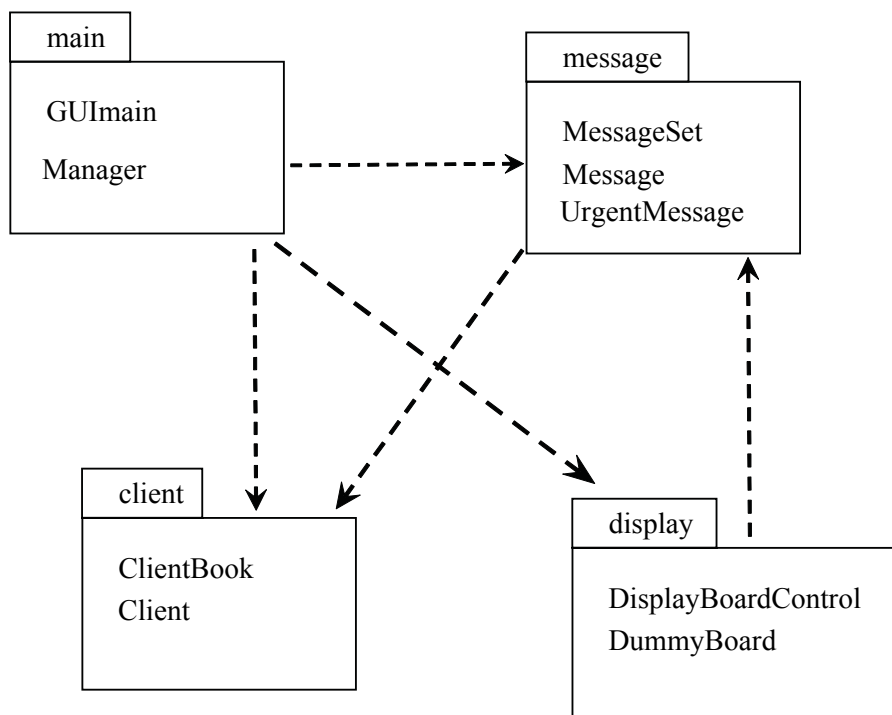 main
GUImain
Manager
message
MessageSet
Message
UrgentMessage
client
ClientBook
Client
display
DisplayBoardControl
DummyBoard